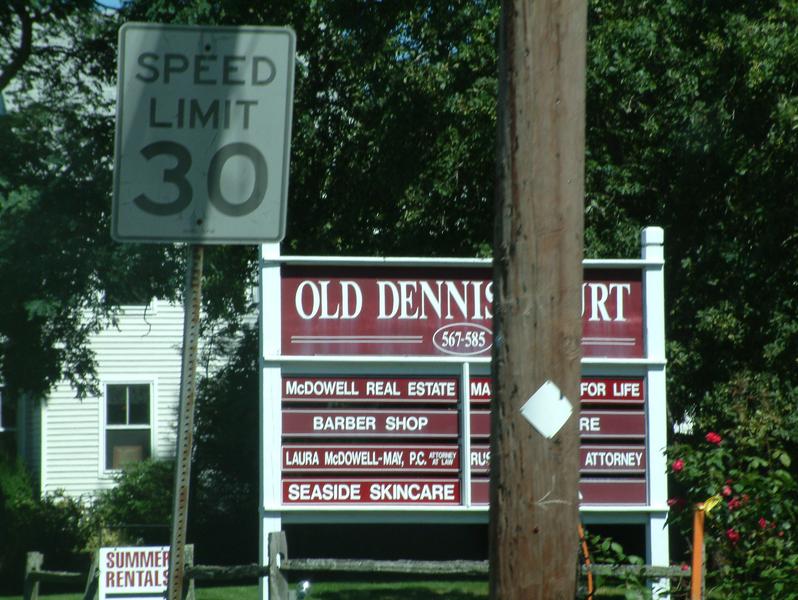 SPEED
LIMIT
30
OLD DENNIS URT
567-585
McDOWELL REAL ESTATE
BARBER SHOP
LAURA McDOWELL-MAY, P.C. ATTORNEY AT LAW
SEASIDE SKINCARE
MA FOR LIFE
RE
RUS ATTORNEY
A
SUMMER
RENTALS